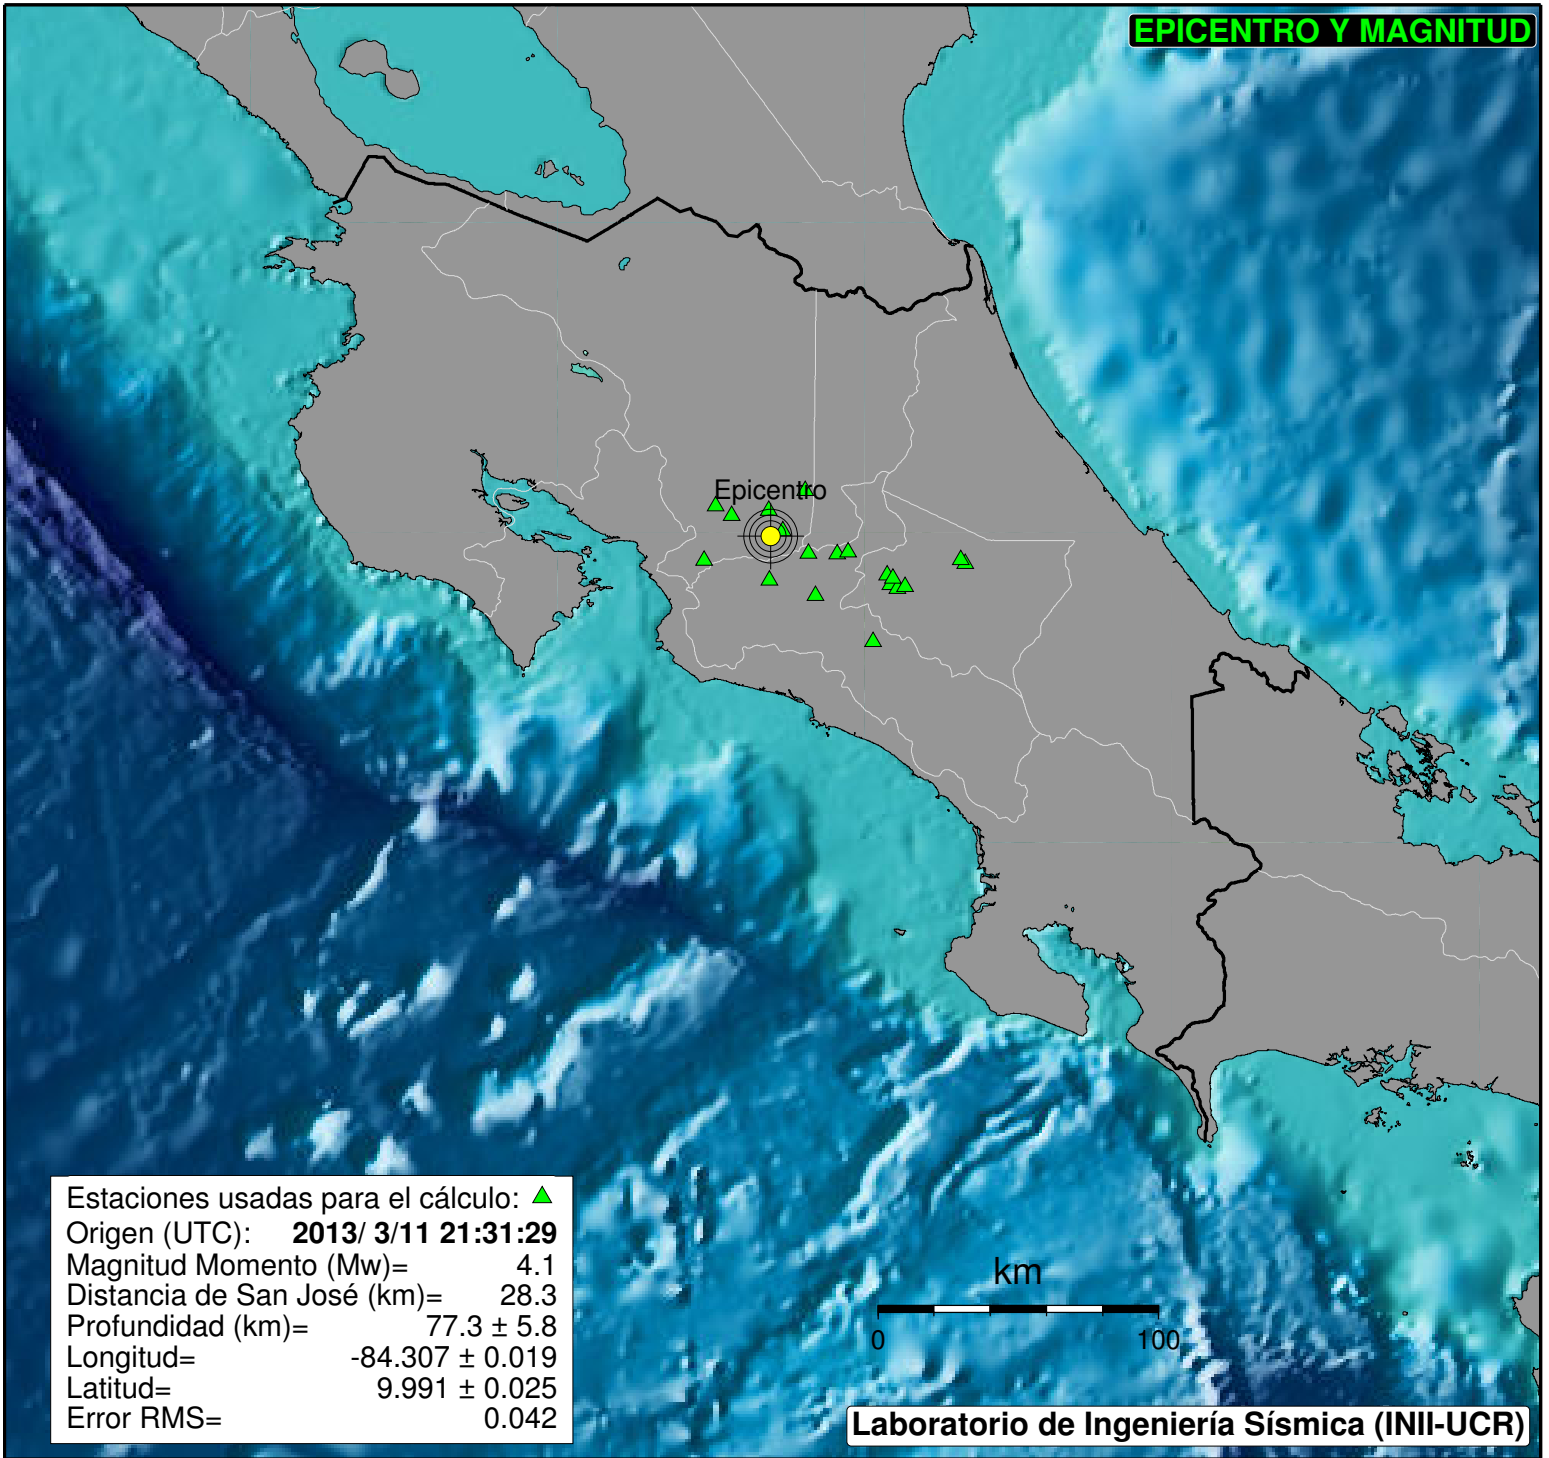 EPICENTRO Y MAGNITUD
Epicentro
Estaciones usadas para el cálculo:
Origen (UTC): 2013/ 3/11 21:31:29
Magnitud Momento (Mw)= 4.1
Distancia de San José (km)= 28.3
Profundidad (km)= 77.3 ± 5.8
Longitud= -84.307 ± 0.019
Latitud= 9.991 ± 0.025
Error RMS= 0.042
km
0 100
Laboratorio de Ingeniería Sísmica (INII-UCR)